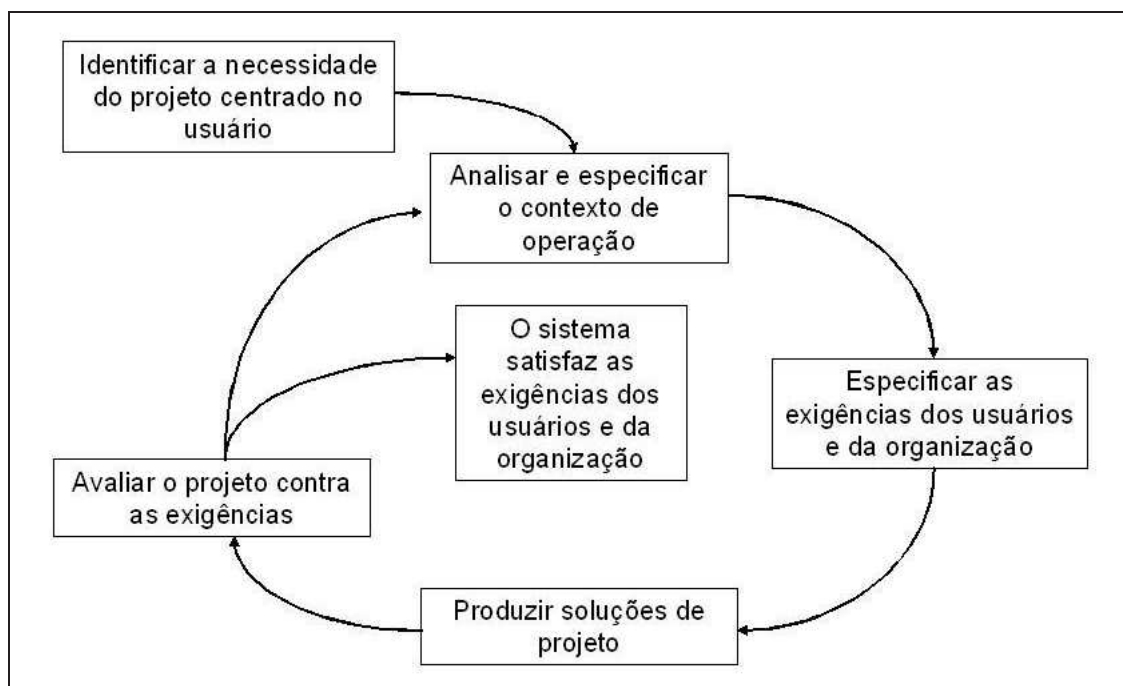 Identificar a necessidade
do projeto centrado no
usuário
Analisar e especificar
o contexto de
operação
O sistema
satisfaz as
exigências dos
usuários e da
organização
Especificar as
exigências dos usuários
e da organização
Avaliar o projeto contra
as exigências
Produzir soluções de
projeto